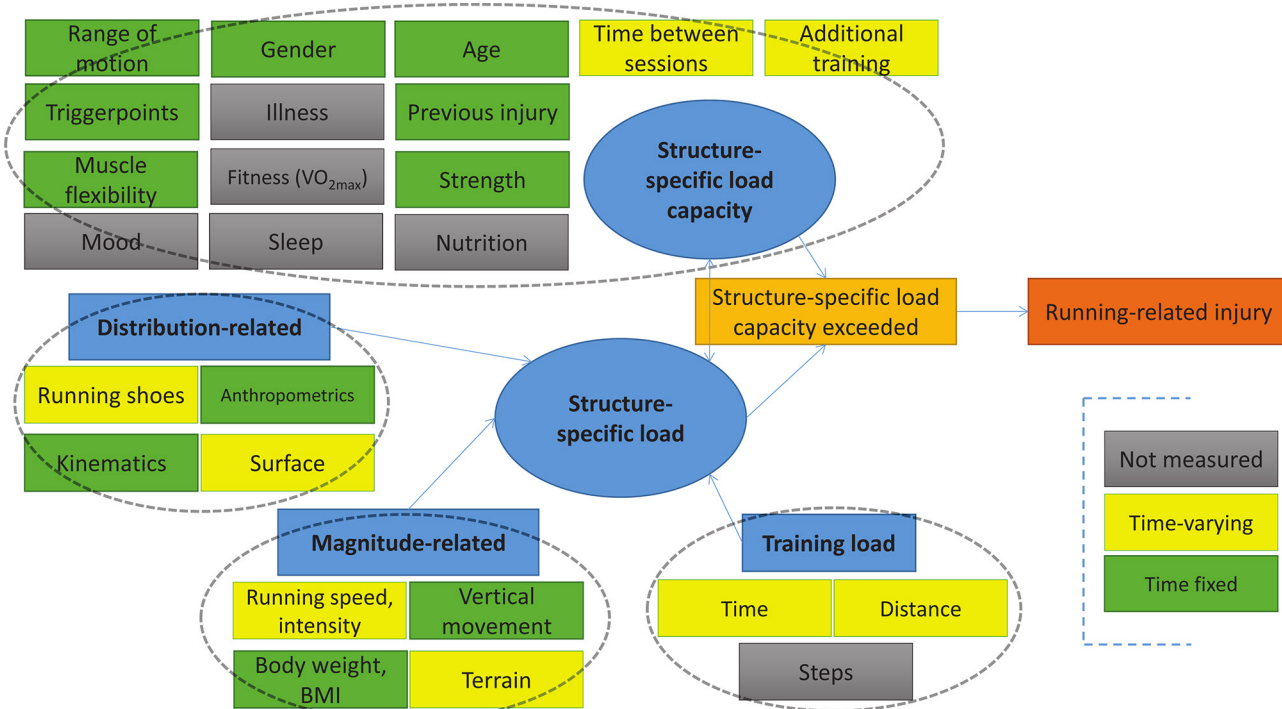 Range of
motion
Gender
Age
Time between
sessions
Additional
training
Triggerpoints
Illness
Previous injury
Muscle
flexibility
Fitness (VO₂max)
Strength
Mood
Sleep
Nutrition
Structure-
specific load
capacity
Structure-specific load
capacity exceeded
Running-related injury
Distribution-related
Running shoes
Anthropometrics
Kinematics
Surface
Structure-
specific load
Magnitude-related
Running speed,
intensity
Vertical
movement
Body weight,
BMI
Terrain
Training load
Time
Distance
Steps
Not measured
Time-varying
Time fixed